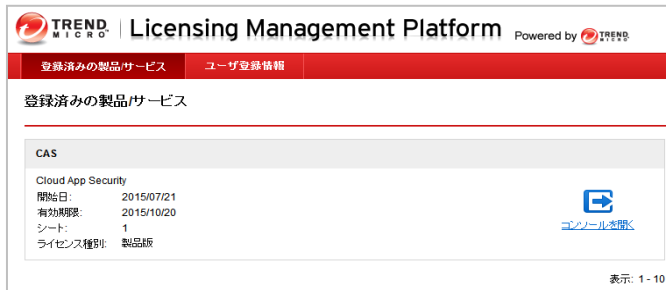 TREND MICRO Licensing Management Platform Powered by TREND MICRO
登録済みの製品/サービス ユーザ登録情報
登録済みの製品/サービス
CAS
Cloud App Security
開始日: 2015/07/21
有効期限: 2015/10/20
シート: 1
ライセンス種別: 製品版
コンソールを開く
表示: 1 - 10